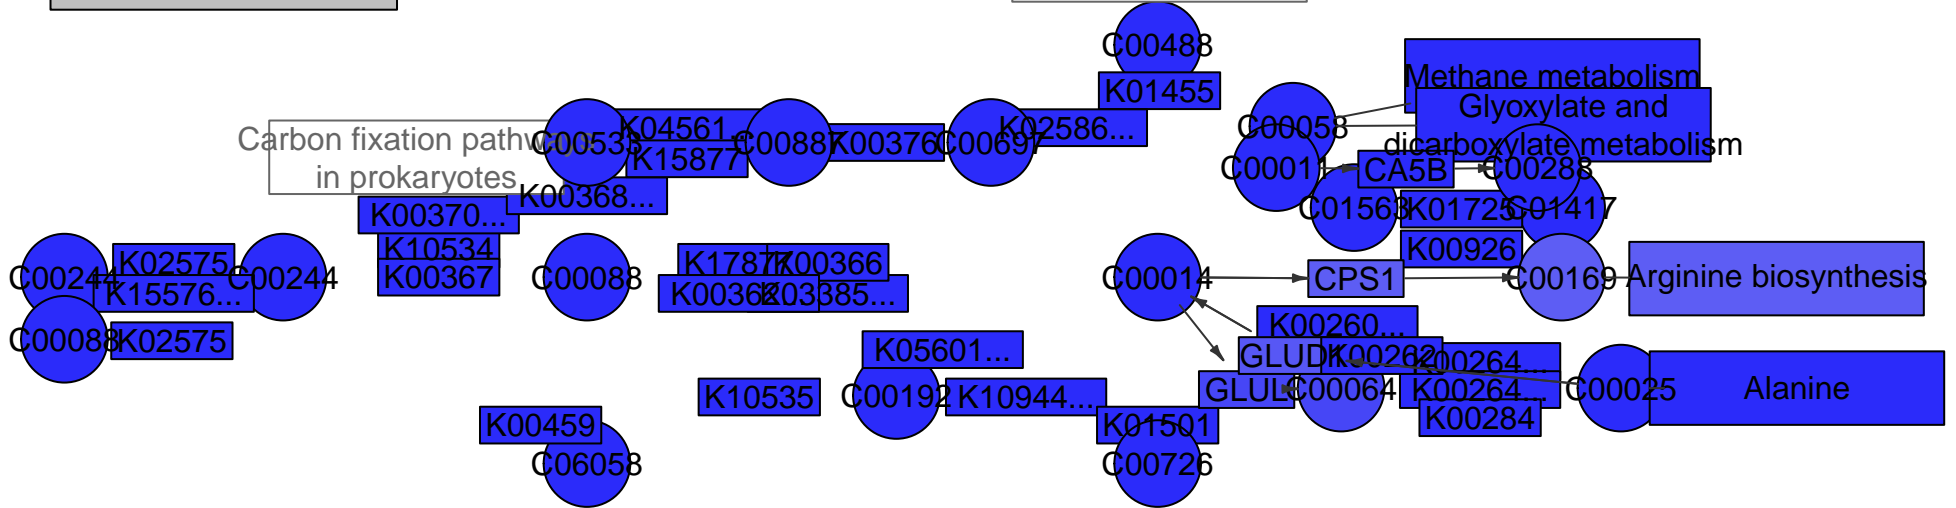 C00488
Methane metabolism
K01455
Glyoxylate and
dicarboxylate metabolism
Carbon fixation pathways
in prokaryotes
C00533
K04561...
K15877
C00887
K00376
C00697
K02586...
C00058
C00011
CA5B
C00288
K00368...
K00370...
C01563
K01725
C01417
K10534
K00367
K00926
C00244
K02575
K15576...
C00244
C00088
K17877
K00366
K00362...
K03385...
C00014
CPS1
C00169
Arginine biosynthesis
C00088
K02575
K00260...
K05601...
GLUD1
K00262
K00264...
K10535
C00192
K10944...
GLUL
C00064
K00264...
C00025
Alanine
K00284
K00459
K01501
C06058
C00726